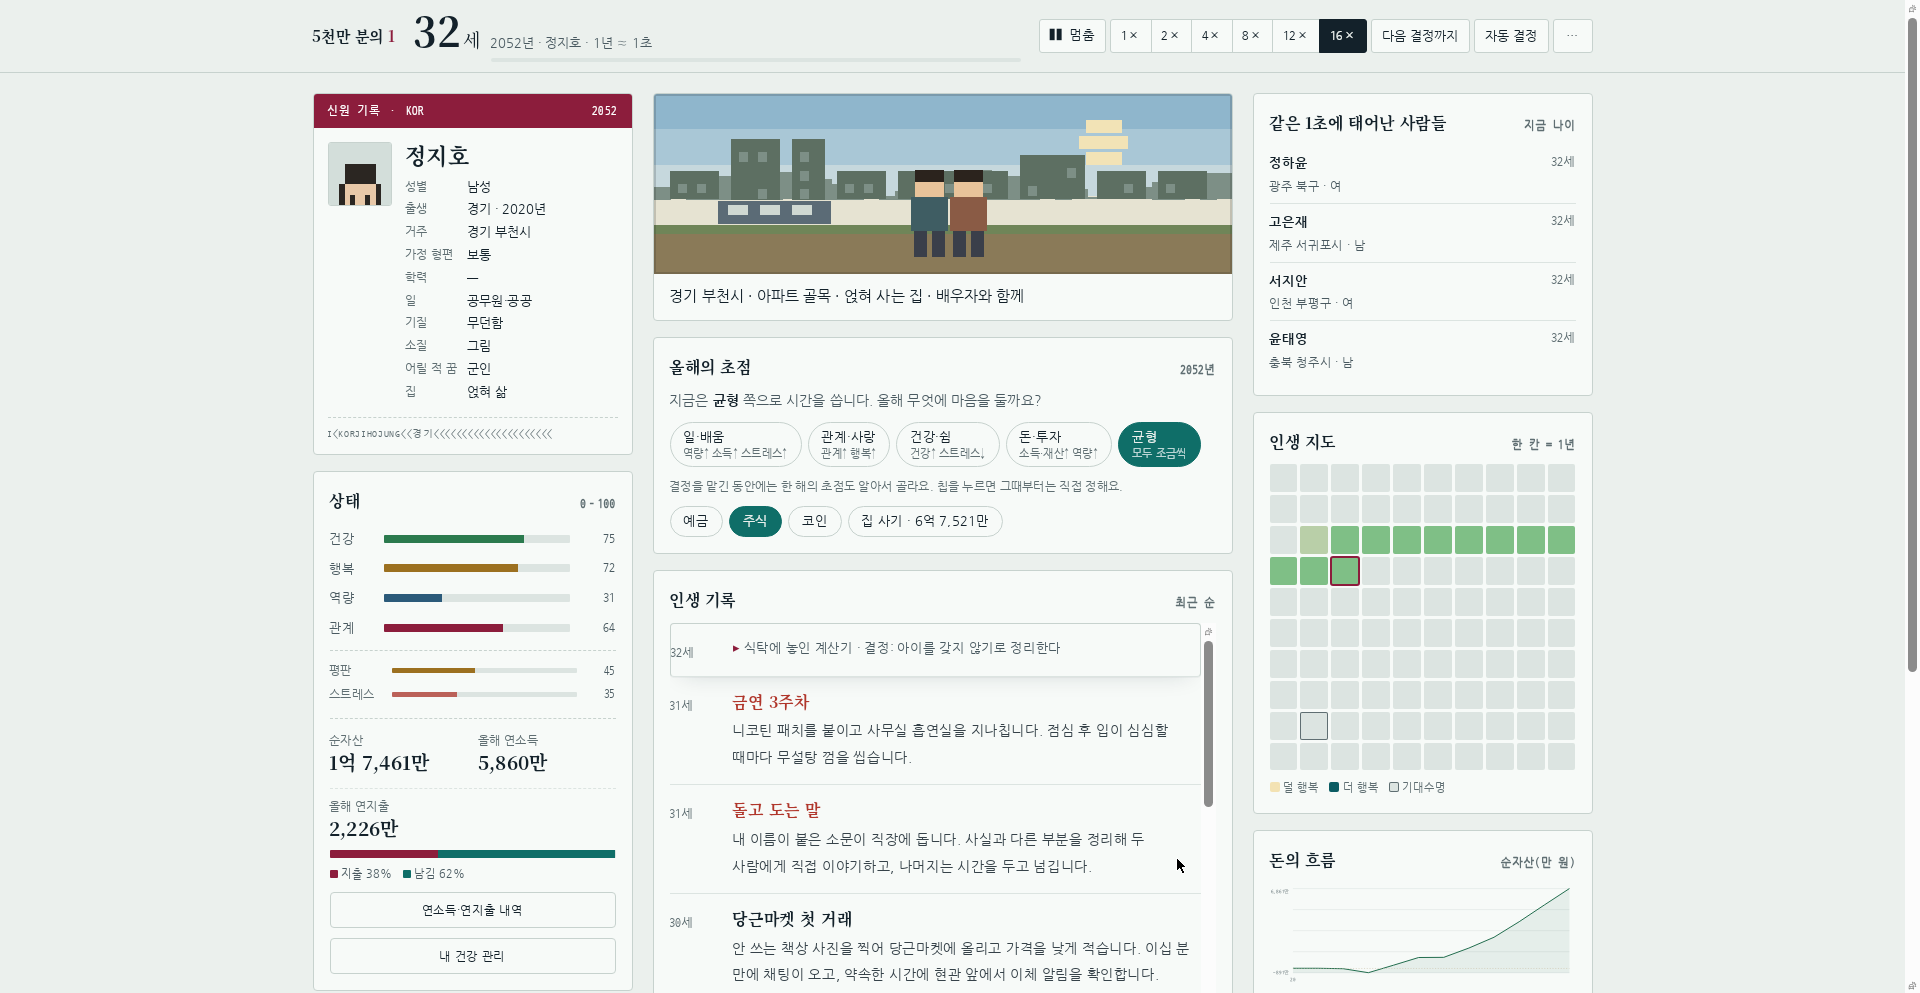 5천만 분의 1
32세
2052년 · 정지호 · 1년 ≈ 1초
멈춤
1×
2×
4×
8×
12×
16×
다음 결정까지
자동 결정
···
신원 기록 · KOR
2052
정지호
성별 남성
출생 경기 · 2020년
거주 경기 부천시
가정 형편 보통
학력 —
일 공무원·공공
기질 무던함
소질 그림
어릴 적 꿈 군인
집 얹혀 삶
상태
0–100
건강 75
행복 72
역량 31
관계 64
평판 45
스트레스 35
순자산
1억 7,461만
올해 연소득
5,860만
올해 연지출
2,226만
지출 38%
남김 62%
연소득·연지출 내역
내 건강 관리
경기 부천시 · 아파트 골목 · 얹혀 사는 집 · 배우자와 함께
올해의 초점
2052년
지금은 균형 쪽으로 시간을 씁니다. 올해 무엇에 마음을 둘까요?
일·배움
역량↑ 소득↑ 스트레스↑
관계·사랑
관계↑ 행복↑
건강·쉼
건강↑ 스트레스↓
돈·투자
소득·재산↑ 역량↑
균형
모두 조금씩
결정을 맡긴 동안에는 한 해의 초점도 알아서 골라요. 칩을 누르면 그때부터는 직접 정해요.
예금
주식
코인
집 사기 · 6억 7,521만
인생 기록
최근 순
32세
▸ 식탁에 놓인 계산기 · 결정: 아이를 갖지 않기로 정리한다
31세
금연 3주차
니코틴 패치를 붙이고 사무실 흡연실을 지나칩니다. 점심 후 입이 심심할
때마다 무설탕 껌을 씹습니다.
31세
돌고 도는 말
내 이름이 붙은 소문이 직장에 돕니다. 사실과 다른 부분을 정리해 두
사람에게 직접 이야기하고, 나머지는 시간을 두고 넘깁니다.
30세
당근마켓 첫 거래
안 쓰는 책상 사진을 찍어 당근마켓에 올리고 가격을 낮게 적습니다. 이십 분
만에 채팅이 오고, 약속한 시간에 현관 앞에서 이체 알림을 확인합니다.
같은 1초에 태어난 사람들
지금 나이
정하윤 32세
광주 북구 · 여
고은재 32세
제주 서귀포시 · 남
서지안 32세
인천 부평구 · 여
윤태영 32세
충북 청주시 · 남
인생 지도
한 칸 = 1년
덜 행복
더 행복
기대수명
돈의 흐름
순자산(만 원)